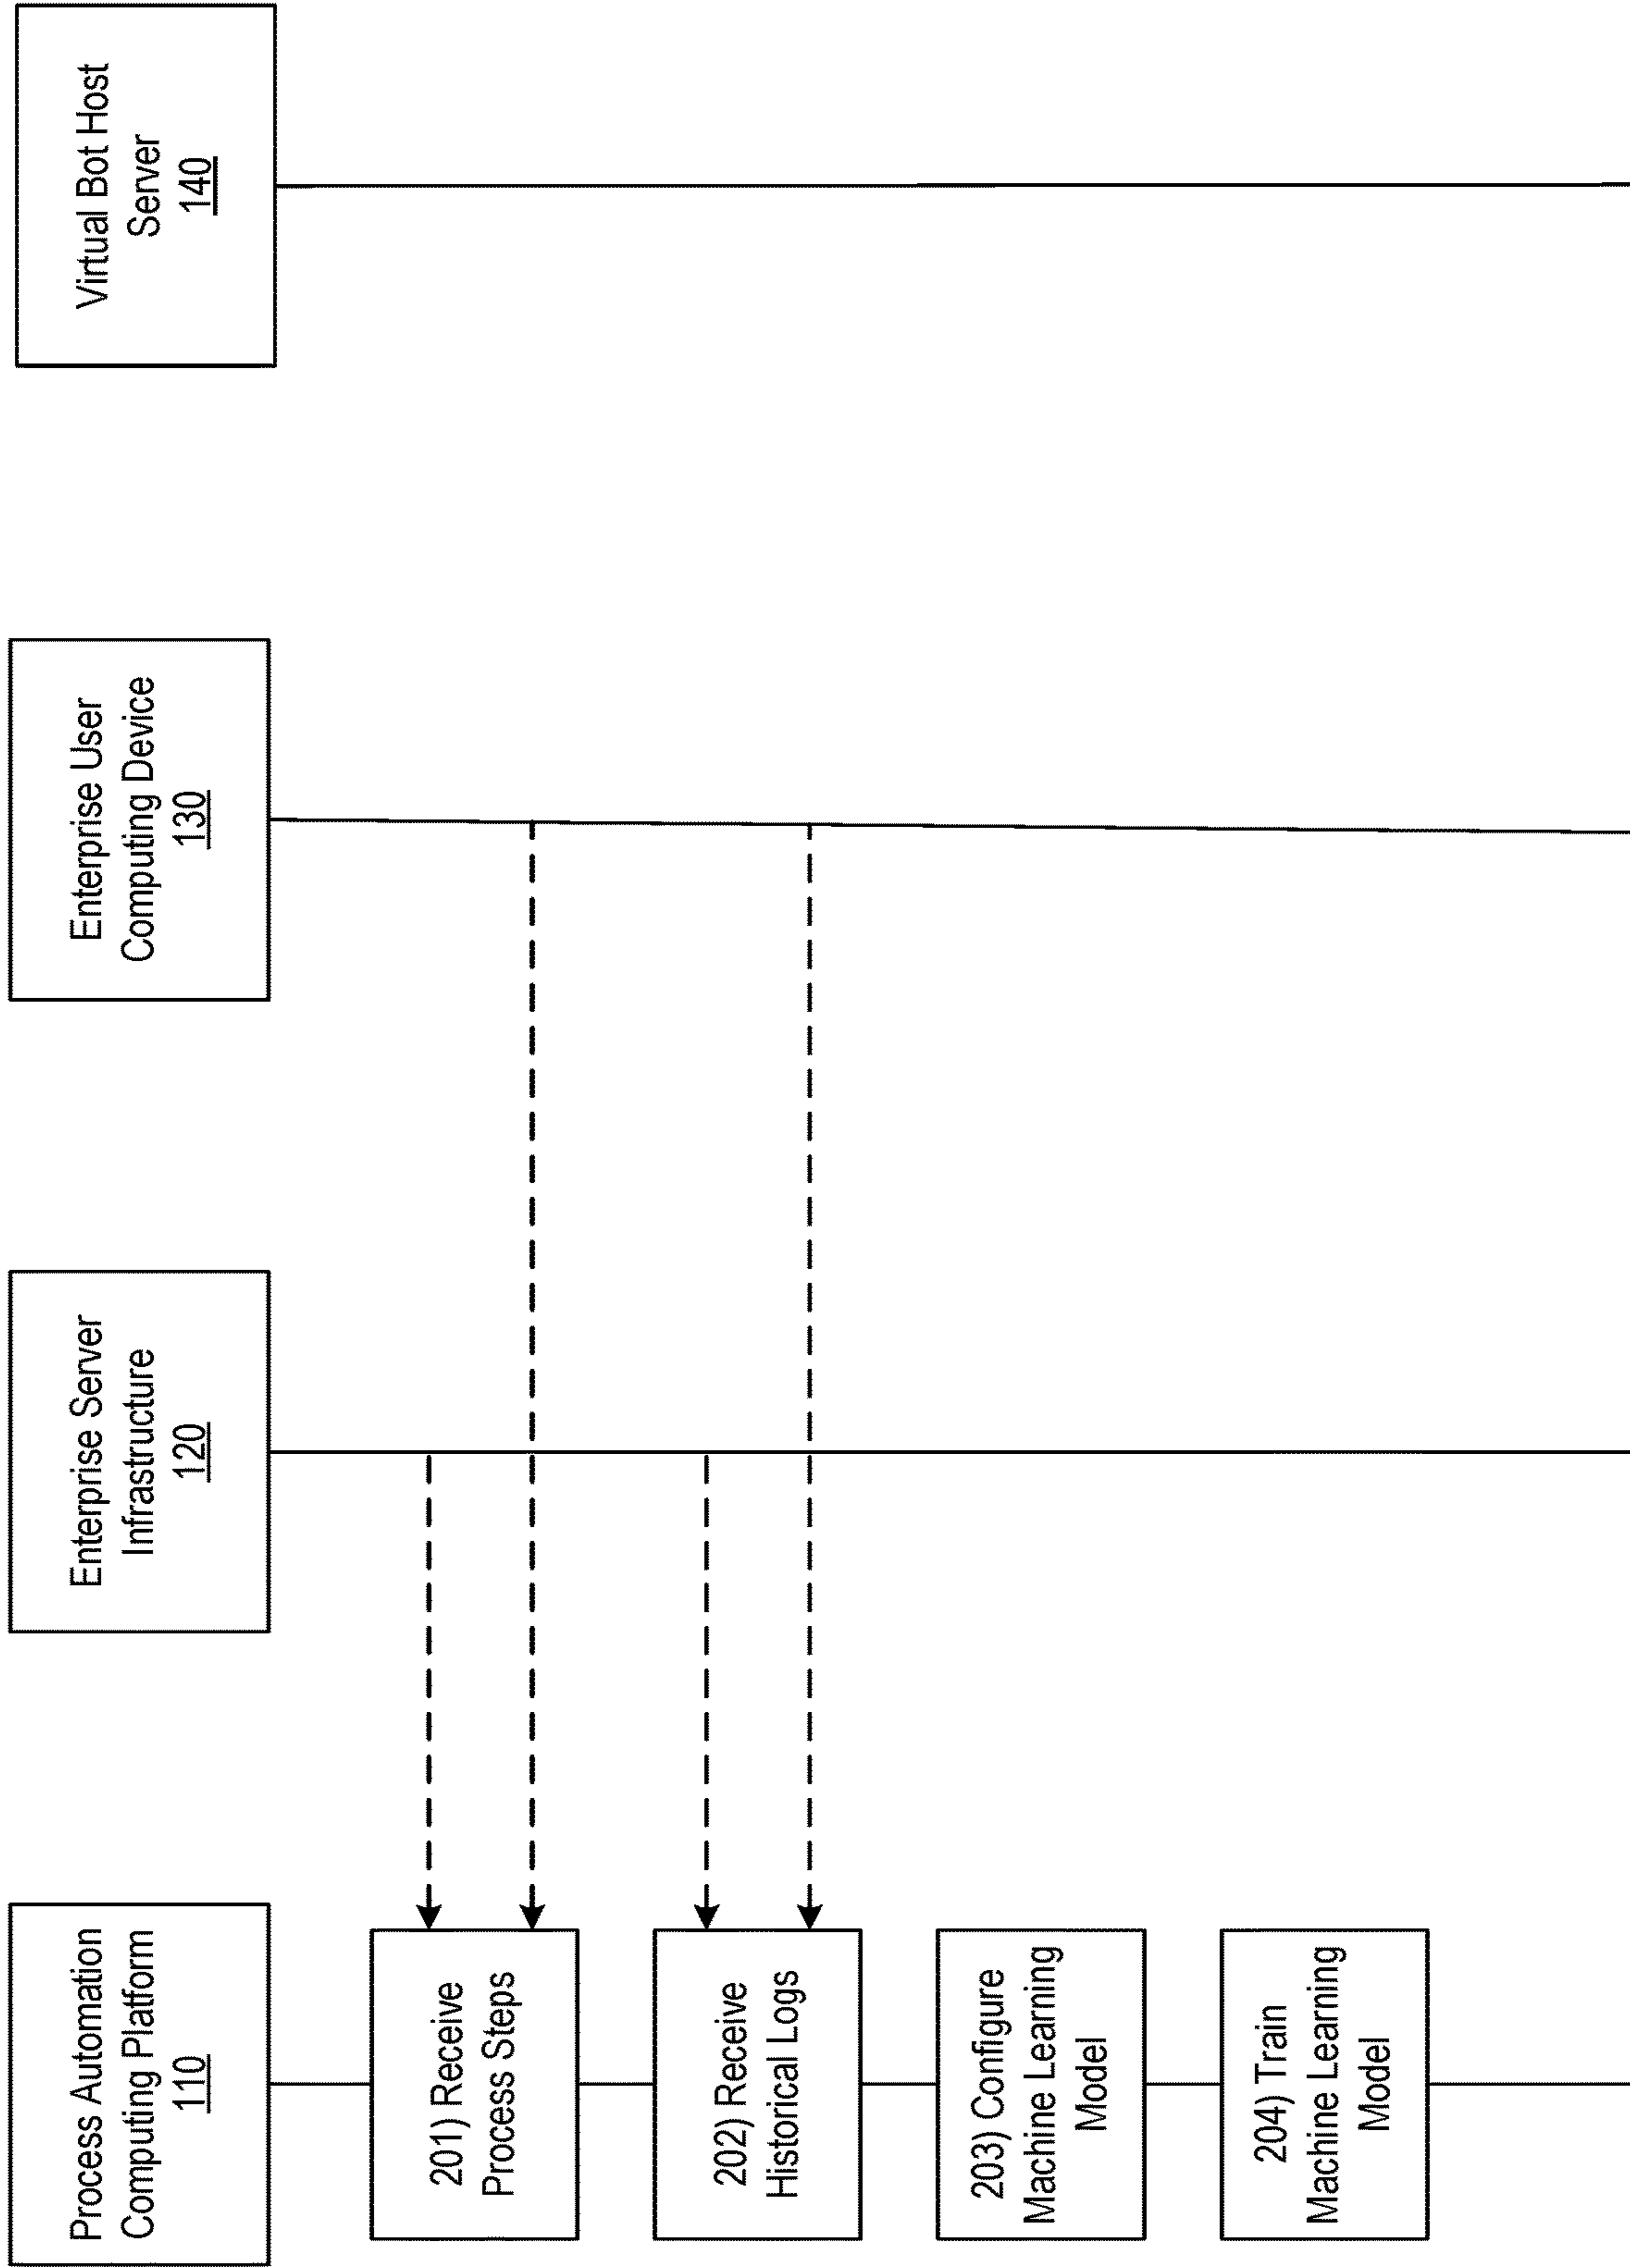 Process Automation
Computing Platform
110
Enterprise Server
Infrastructure
120
Enterprise User
Computing Device
130
Virtual Bot Host
Server
140
201) Receive
Process Steps
202) Receive
Historical Logs
203) Configure
Machine Learning
Model
204) Train
Machine Learning
Model